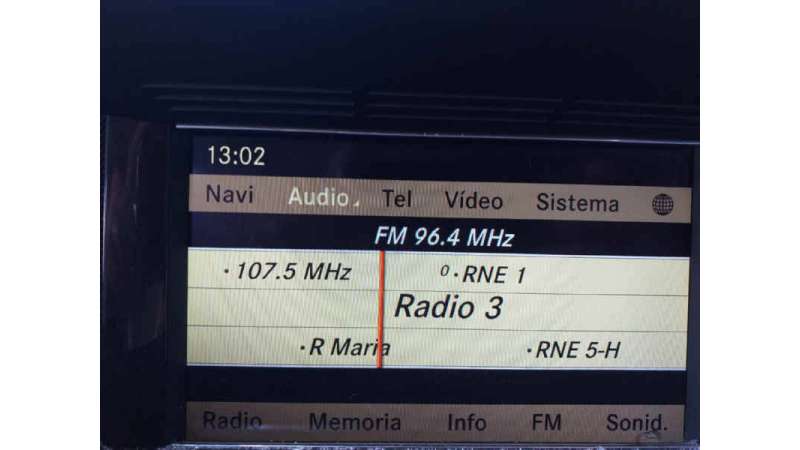 13:02
Navi Audio Tel Vídeo Sistema
FM 96.4 MHz
· 107.5 MHz 0 · RNE 1
Radio 3
· R Maria · RNE 5-H
Radio Memoria Info FM Sonid.